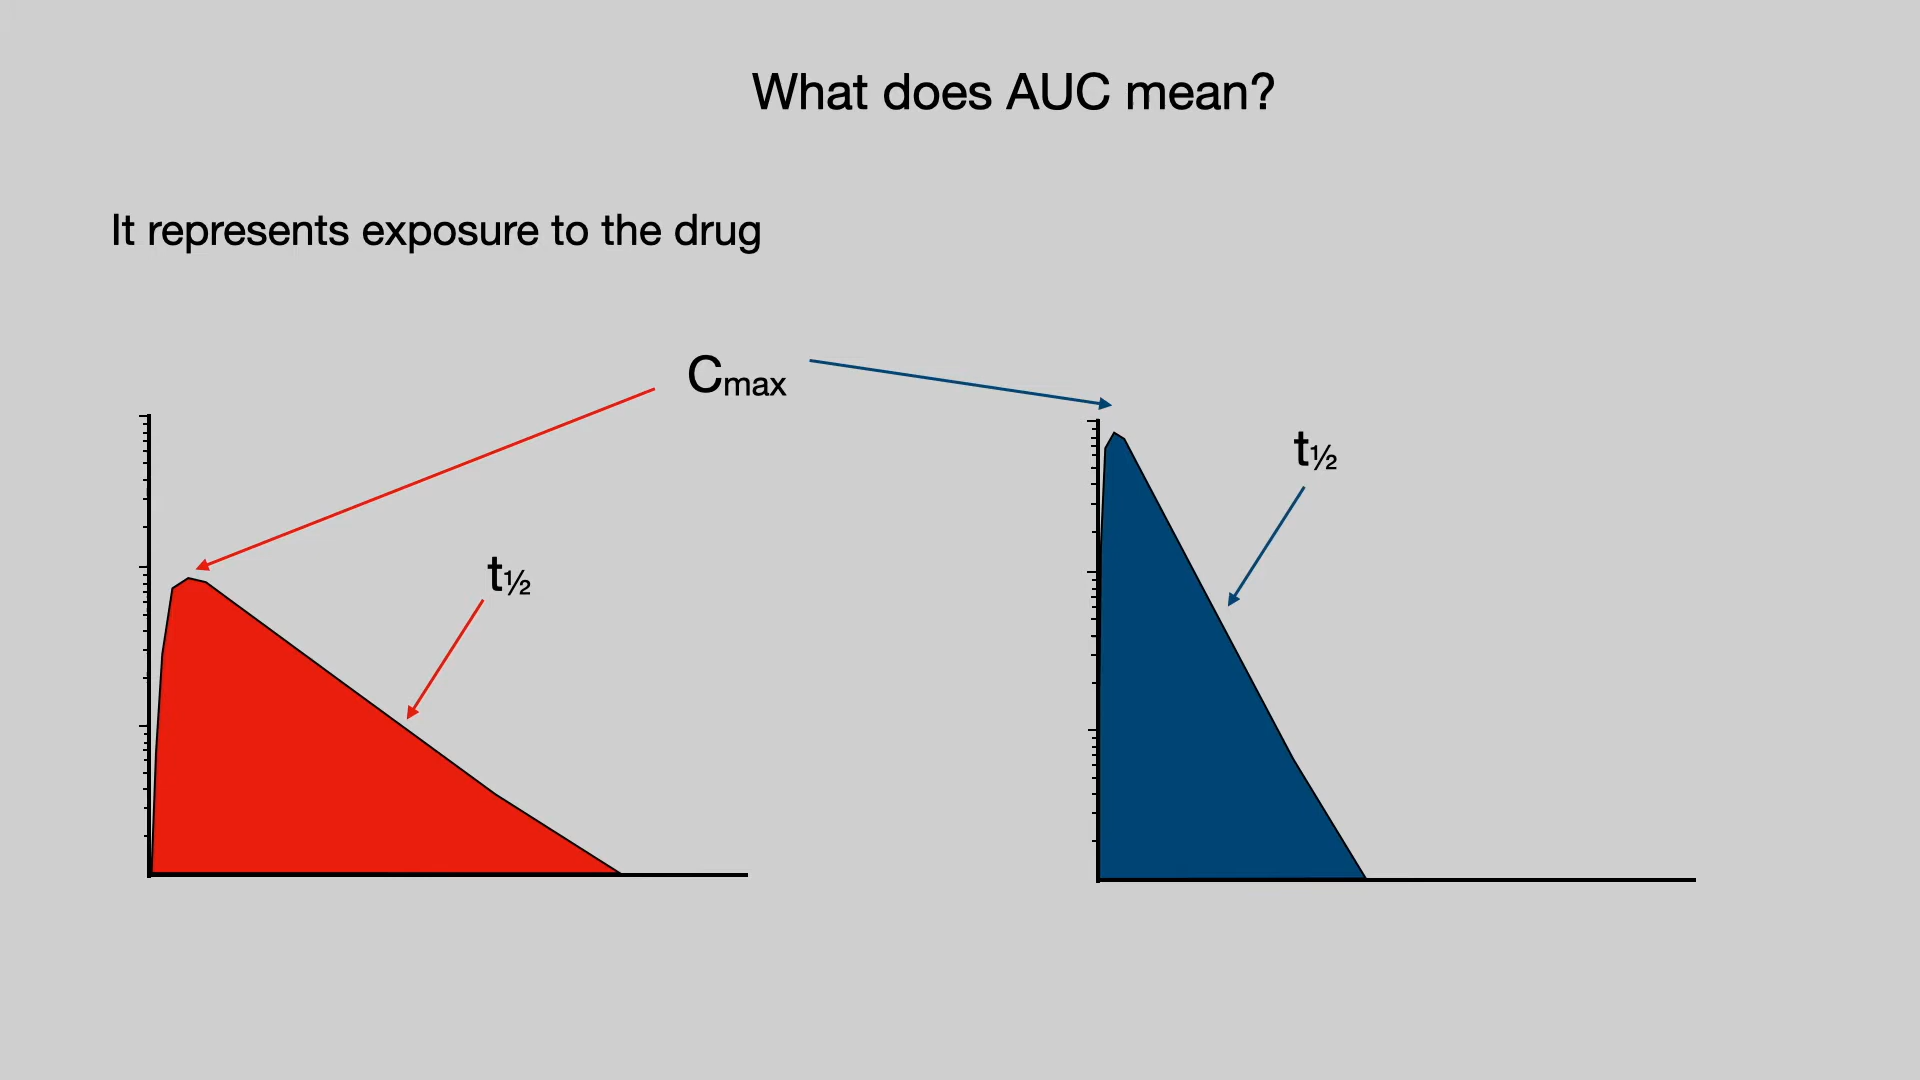 What does AUC mean?
It represents exposure to the drug
Cmax
t½
t½